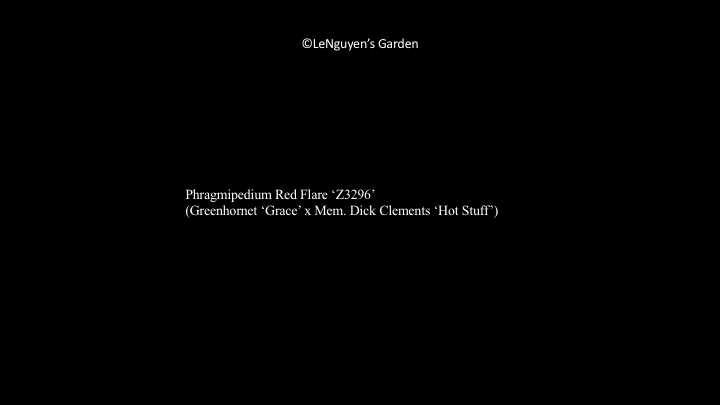 ©LeNguyen’s Garden
Phragmipedium Red Flare ‘Z3296’
(Greenhornet ‘Grace’ x Mem. Dick Clements ‘Hot Stuff’)